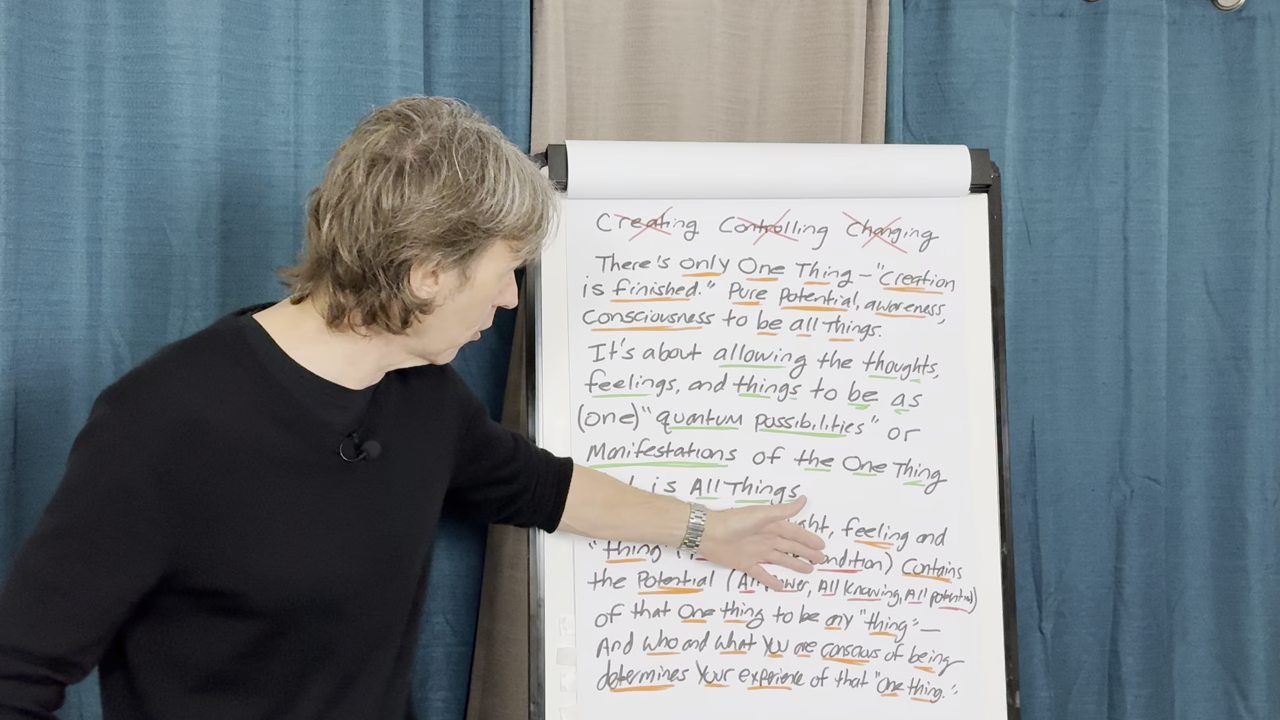 Creating Controlling Changing
There's only One Thing – "Creation
is finished." Pure Potential, awareness,
Consciousness to be all things.
It's about allowing the thoughts,
feelings, and things to be as
(one) "quantum possibilities" or
Manifestations of the One Thing
is All Things
feeling and
"thing Contains
the Potential (All Power, All Knowing, All potential)
of that One thing to be any "thing" –
And who and what You are conscious of being
determines Your experience of that "One thing."